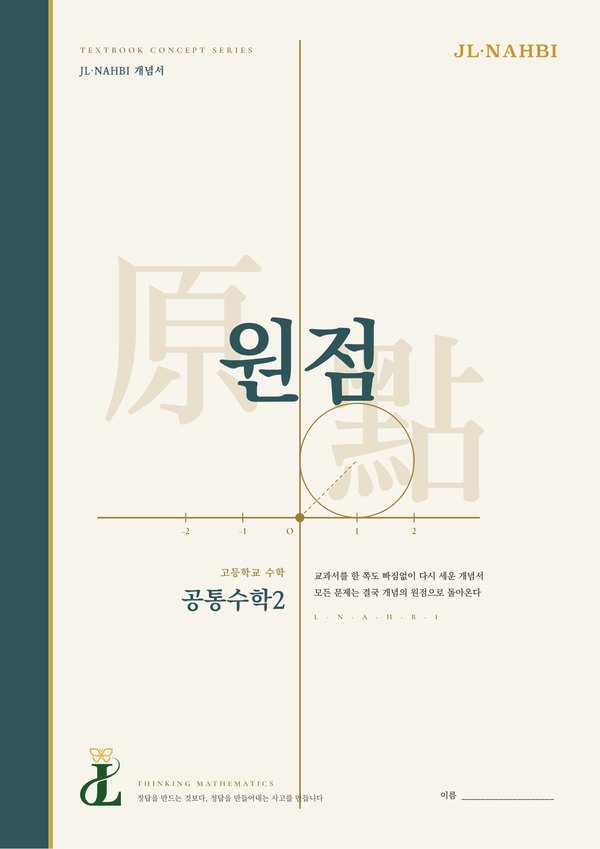 TEXTBOOK CONCEPT SERIES
JL·NAHBI 개념서
JL·NAHBI
原點
원점
-2 -1 O 1 2
고등학교 수학
공통수학2
교과서를 한 쪽도 빠짐없이 다시 세운 개념서
모든 문제는 결국 개념의 원점으로 돌아온다
L · N · A · H · B · I
JL
THINKING MATHEMATICS
정답을 만드는 것보다, 정답을 만들어내는 사고를 만듭니다
이름 ____________________